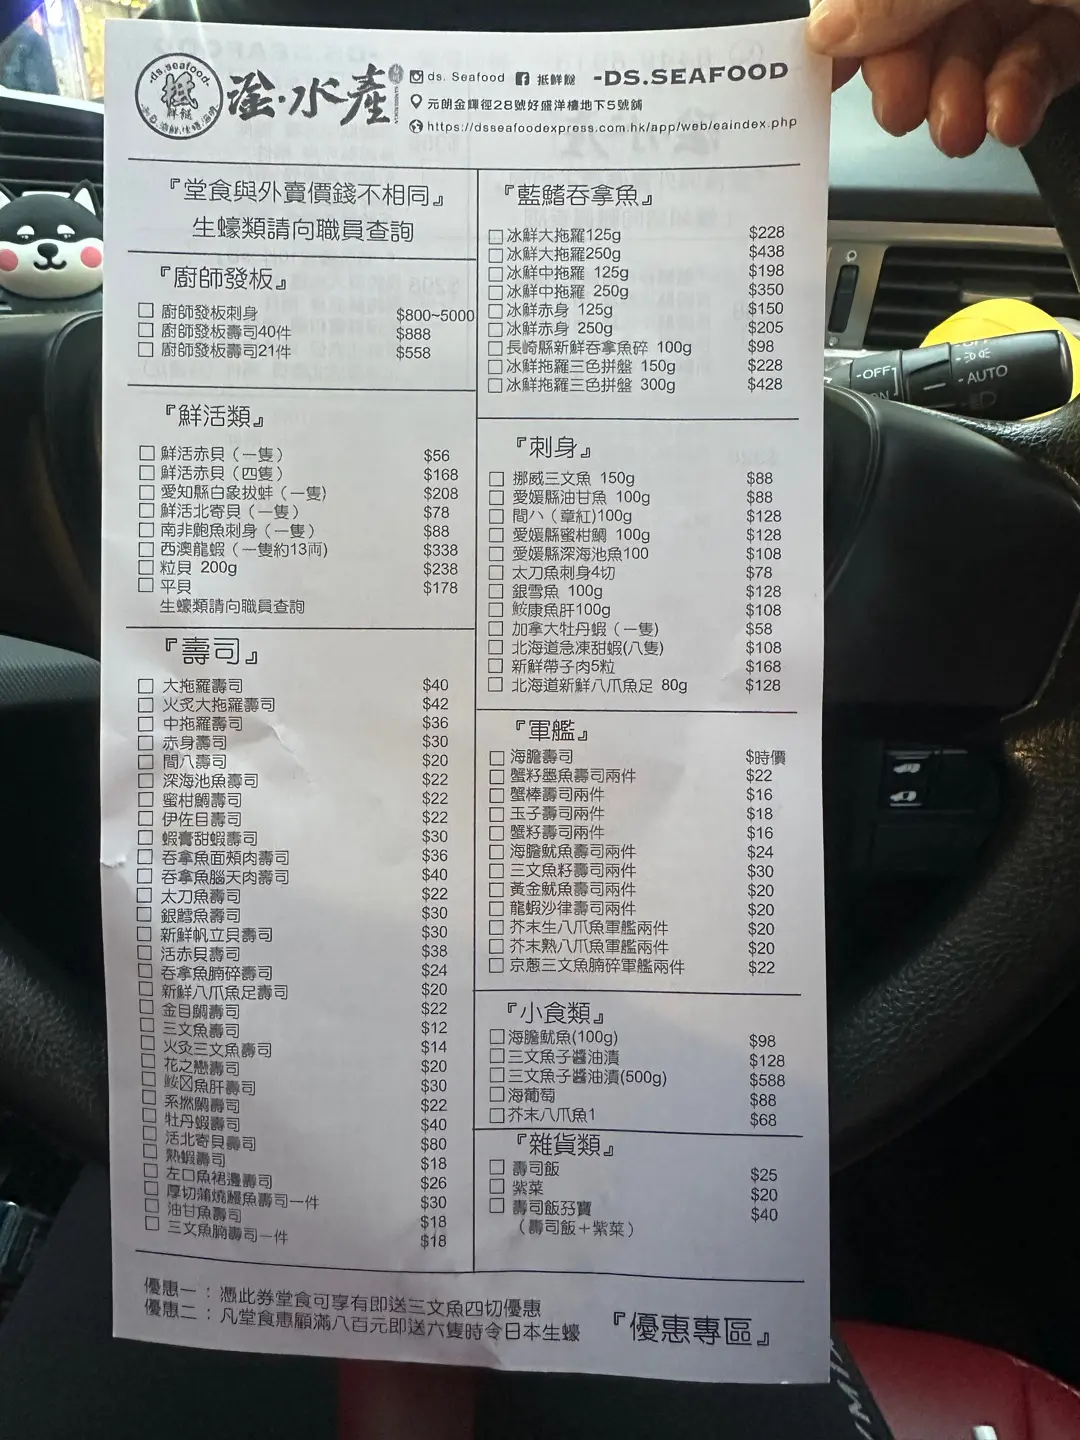 -ds.seafood-
抵
鮮鎚
淦·水產
ds. Seafood 抵鮮鎚 -DS.SEAFOOD
元朗金輝徑28號好盛洋樓地下5號舖
https://dsseafoodexpress.com.hk/app/web/eaindex.php
『堂食與外賣價錢不相同』
生蠔類請向職員查詢
『廚師發板』
廚師發板刺身 $800~5000
廚師發板壽司40件 $888
廚師發板壽司21件 $558
『鮮活類』
鮮活赤貝（一隻） $56
鮮活赤貝（四隻） $168
愛知縣白象拔蚌（一隻) $208
鮮活北寄貝（一隻） $78
南非鮑魚刺身（一隻） $88
西澳龍蝦（一隻約13両) $338
粒貝 200g $238
平貝 $178
生蠔類請向職員查詢
『壽司』
大拖羅壽司 $40
火炙大拖羅壽司 $42
中拖羅壽司 $36
赤身壽司 $30
間八壽司 $20
深海池魚壽司 $22
蜜柑鯛壽司 $22
伊佐目壽司 $22
蝦膏甜蝦壽司 $30
吞拿魚面頰肉壽司 $36
吞拿魚腦天肉壽司 $40
太刀魚壽司 $22
銀鱈魚壽司 $30
新鮮帆立貝壽司 $30
活赤貝壽司 $38
吞拿魚腩碎壽司 $24
新鮮八爪魚足壽司 $20
金目鯛壽司 $22
三文魚壽司 $12
火灸三文魚壽司 $14
花之戀壽司 $20
鮟☒魚肝壽司 $30
系撚鯛壽司 $22
牡丹蝦壽司 $40
活北寄貝壽司 $80
熟蝦壽司 $18
左口魚裙邊壽司 $26
厚切蒲燒鰻魚壽司一件 $30
油甘魚壽司 $18
三文魚腩壽司一件 $18
『藍鰭吞拿魚』
冰鮮大拖羅125g $228
冰鮮大拖羅250g $438
冰鮮中拖羅 125g $198
冰鮮中拖羅 250g $350
冰鮮赤身 125g $150
冰鮮赤身 250g $205
長崎縣新鮮吞拿魚碎 100g $98
冰鮮拖羅三色拼盤 150g $228
冰鮮拖羅三色拼盤 300g $428
『刺身』
挪威三文魚 150g $88
愛媛縣油甘魚 100g $88
間ハ（章紅)100g $128
愛媛縣蜜柑鯛 100g $128
愛媛縣深海池魚100 $108
太刀魚刺身4切 $78
銀雪魚 100g $128
鮟康魚肝100g $108
加拿大牡丹蝦（一隻) $58
北海道急凍甜蝦(八隻) $108
新鮮帶子肉5粒 $168
北海道新鮮八爪魚足 80g $128
『軍艦』
海膽壽司 $時價
蟹籽墨魚壽司兩件 $22
蟹棒壽司兩件 $16
玉子壽司兩件 $18
蟹籽壽司兩件 $16
海膽魷魚壽司兩件 $24
三文魚籽壽司兩件 $30
黃金魷魚壽司兩件 $20
龍蝦沙律壽司兩件 $20
芥末生八爪魚軍艦兩件 $20
芥末熟八爪魚軍艦兩件 $20
京蔥三文魚腩碎軍艦兩件 $22
『小食類』
海膽魷魚(100g) $98
三文魚子醬油漬 $128
三文魚子醬油漬(500g) $588
海葡萄 $88
芥末八爪魚1 $68
『雜貨類』
壽司飯 $25
紫菜 $20
壽司飯孖寶 $40
（壽司飯＋紫菜）
優惠一：憑此券堂食可享有即送三文魚四切優惠
優惠二：凡堂食惠顧滿八百元即送六隻時令日本生蠔
『優惠專區』
-OFF
AUTO